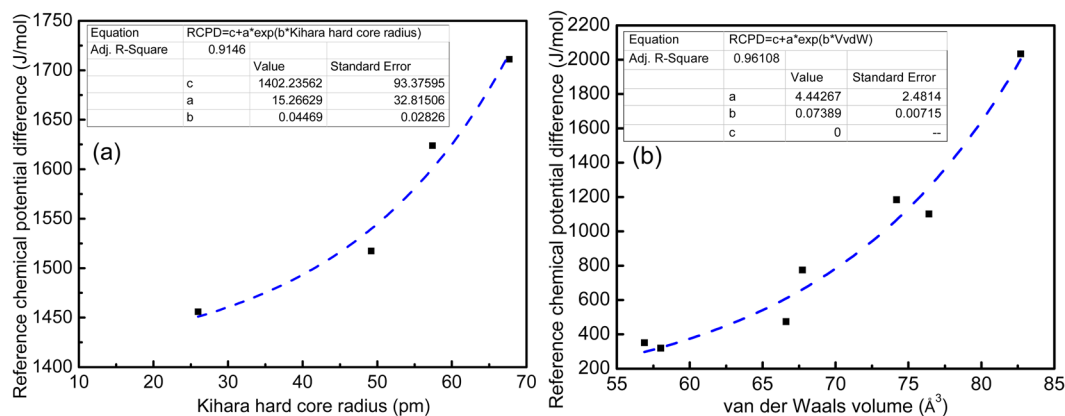 (a)
Equation RCPD=c+a*exp(b*Kihara hard core radius)
Adj. R-Square 0.9146
Value Standard Error
c 1402.23562 93.37595
a 15.26629 32.81506
b 0.04469 0.02826
Reference chemical potential difference (J/mol)
1750
1700
1650
1600
1550
1500
1450
1400
10 20 30 40 50 60 70
Kihara hard core radius (pm)
(b)
Equation RCPD=c+a*exp(b*VvdW)
Adj. R-Square 0.96108
Value Standard Error
a 4.44267 2.4814
b 0.07389 0.00715
c 0 --
Reference chemical potential difference (J/mol)
2200
2000
1800
1600
1400
1200
1000
800
600
400
200
55 60 65 70 75 80 85
van der Waals volume (Å³)